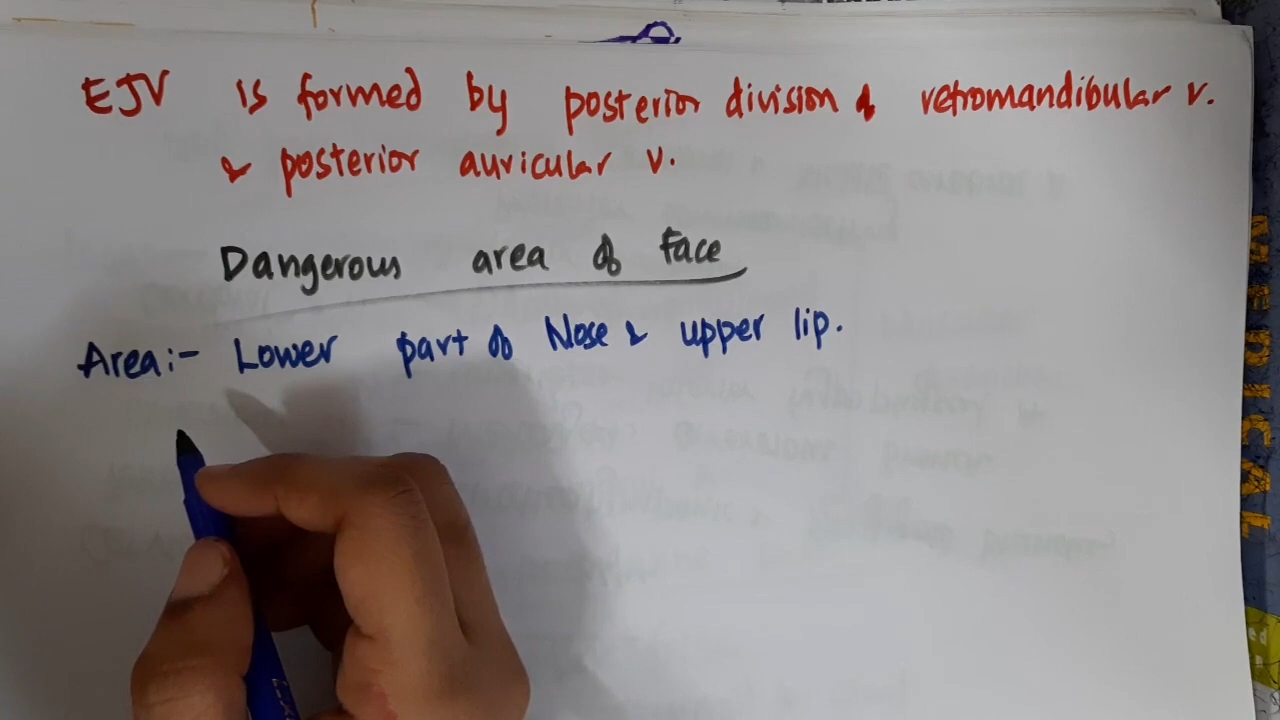 EJV is formed by posterior division of retromandibular v.
& posterior auricular v.
Dangerous area of Face
Area:- Lower part of Nose & upper lip.
MEDICAL